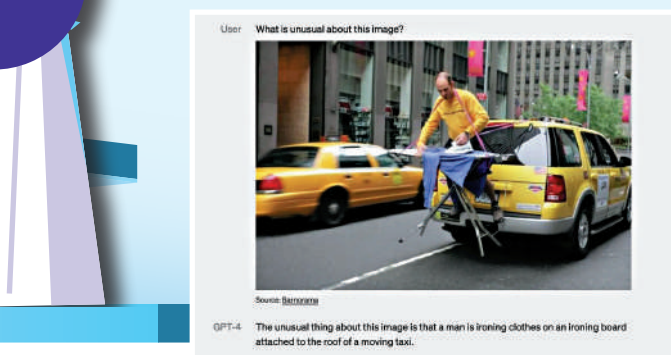 User What is unusual about this image?
Source: Barnorama
GPT-4 The unusual thing about this image is that a man is ironing clothes on an ironing board
attached to the roof of a moving taxi.